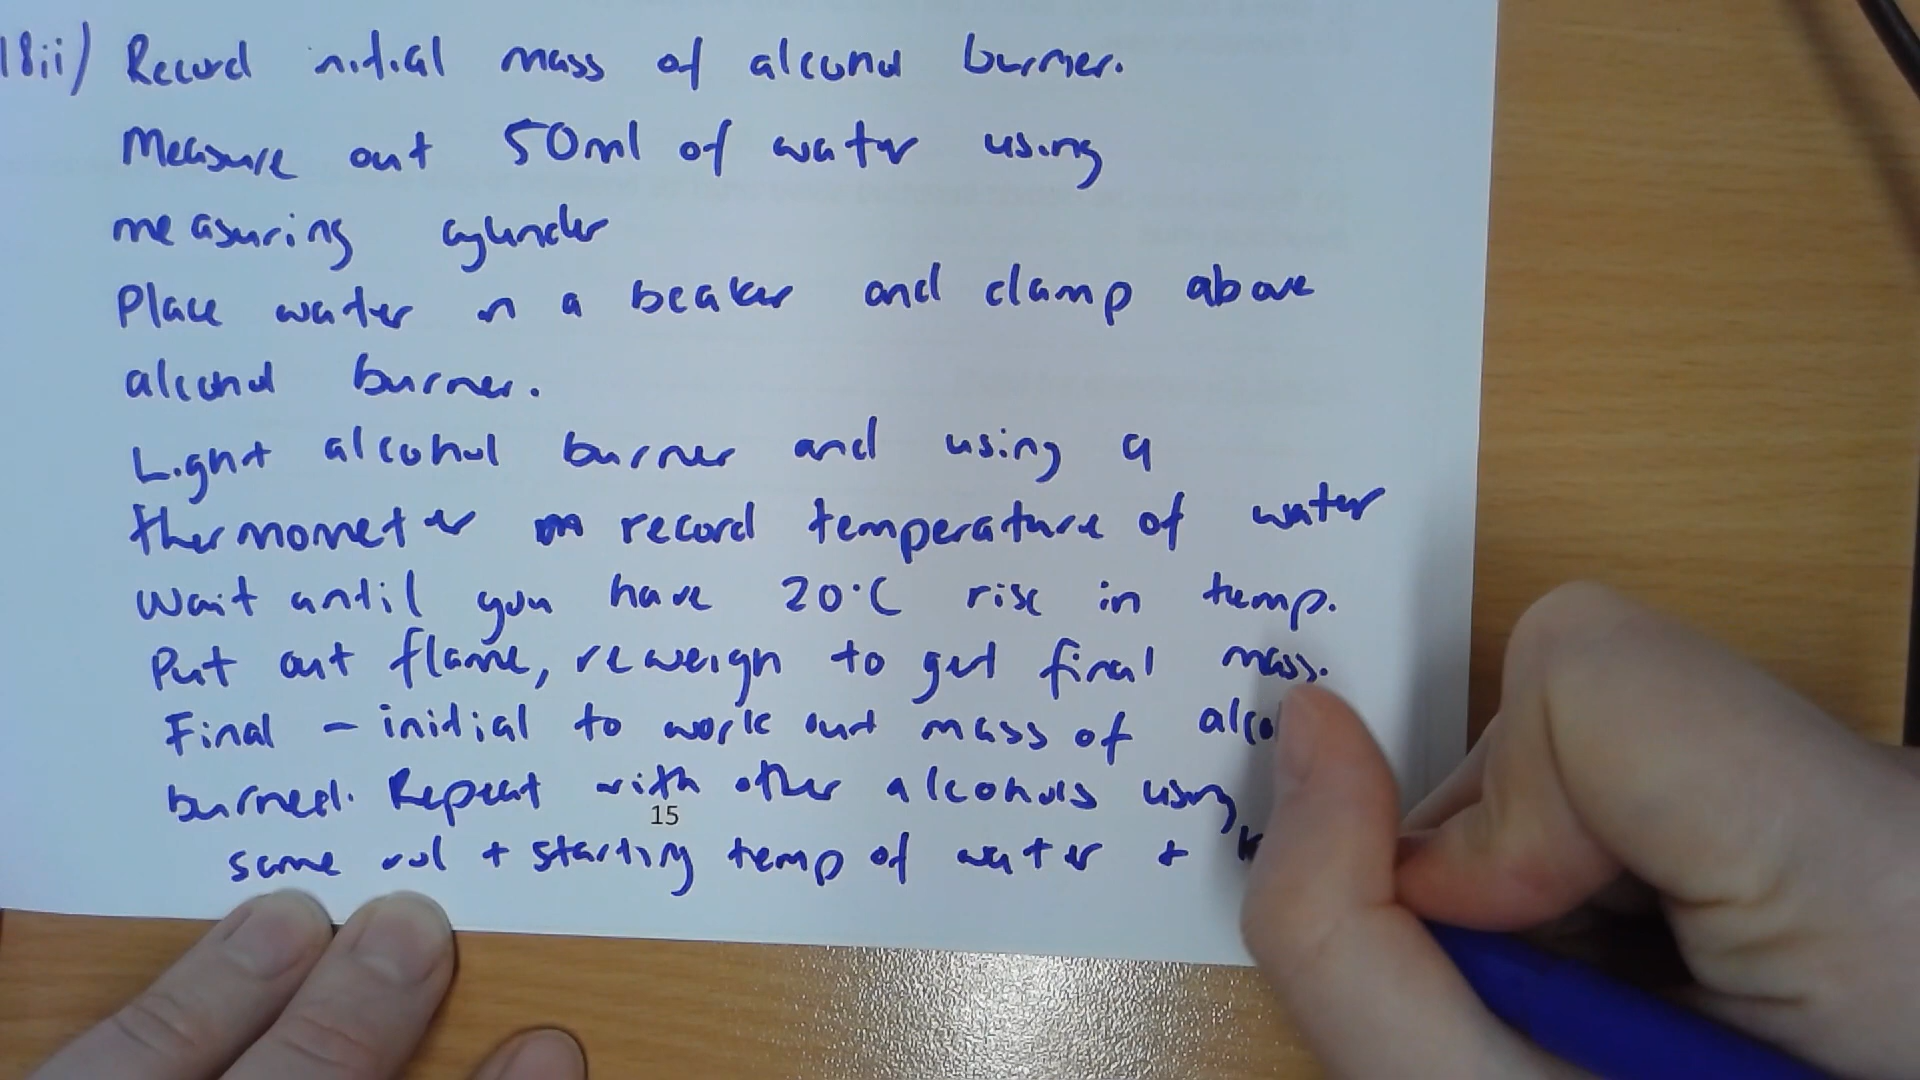 18ii) Record initial mass of alcohol burner.
Measure out 50ml of water using
measuring cylinder
Place water in a beaker and clamp above
alcohol burner.
Light alcohol burner and using a
thermometer record temperature of water
Wait until you have 20°C rise in temp.
Put out flame, reweigh to get final mass.
Final - initial to work out mass of alco
burned. Repeat with other alcohols using
15
same vol + starting temp of water +